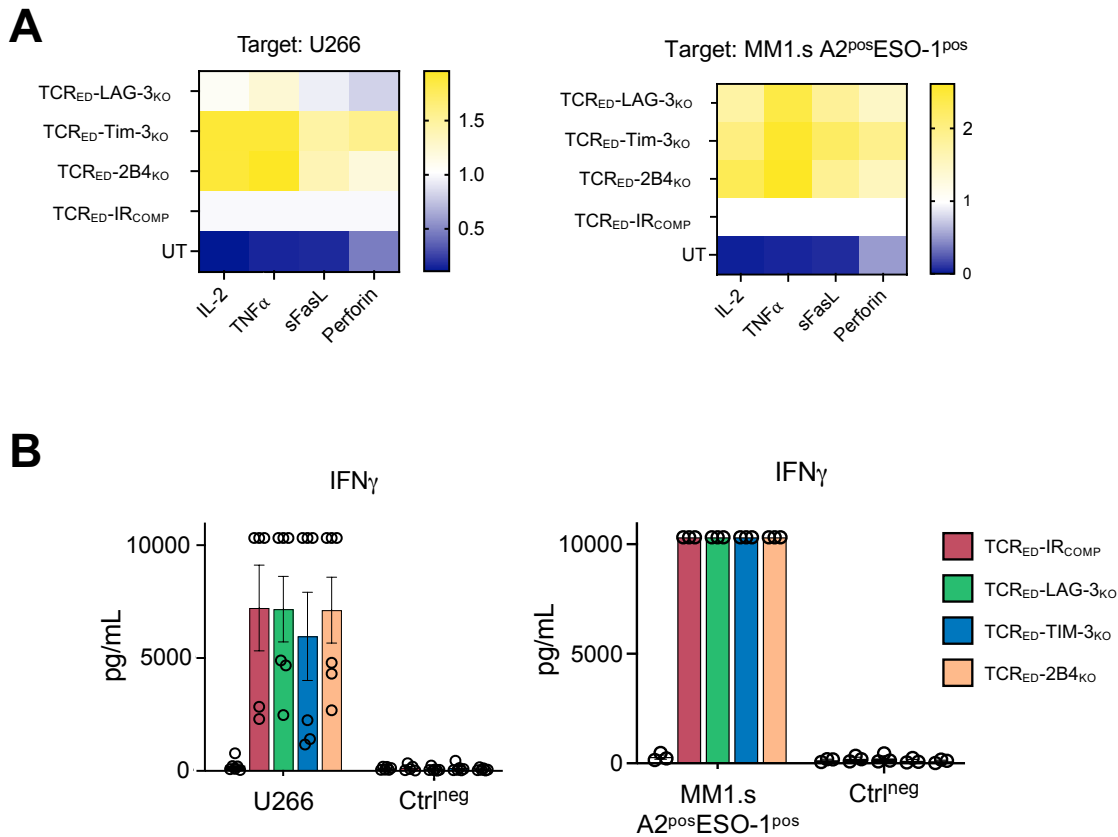 A
Target: U266
TCRED-LAG-3KO
TCRED-Tim-3KO
TCRED-2B4KO
TCRED-IRCOMP
UT
IL-2
TNFα
sFasL
Perforin
1.5
1.0
0.5
Target: MM1.s A2posESO-1pos
TCRED-LAG-3KO
TCRED-Tim-3KO
TCRED-2B4KO
TCRED-IRCOMP
UT
IL-2
TNFα
sFasL
Perforin
2
1
0
B
IFNγ
pg/mL
10000
5000
0
U266
Ctrlneg
IFNγ
pg/mL
10000
5000
0
MM1.s
A2posESO-1pos
Ctrlneg
TCRED-IRCOMP
TCRED-LAG-3KO
TCRED-TIM-3KO
TCRED-2B4KO